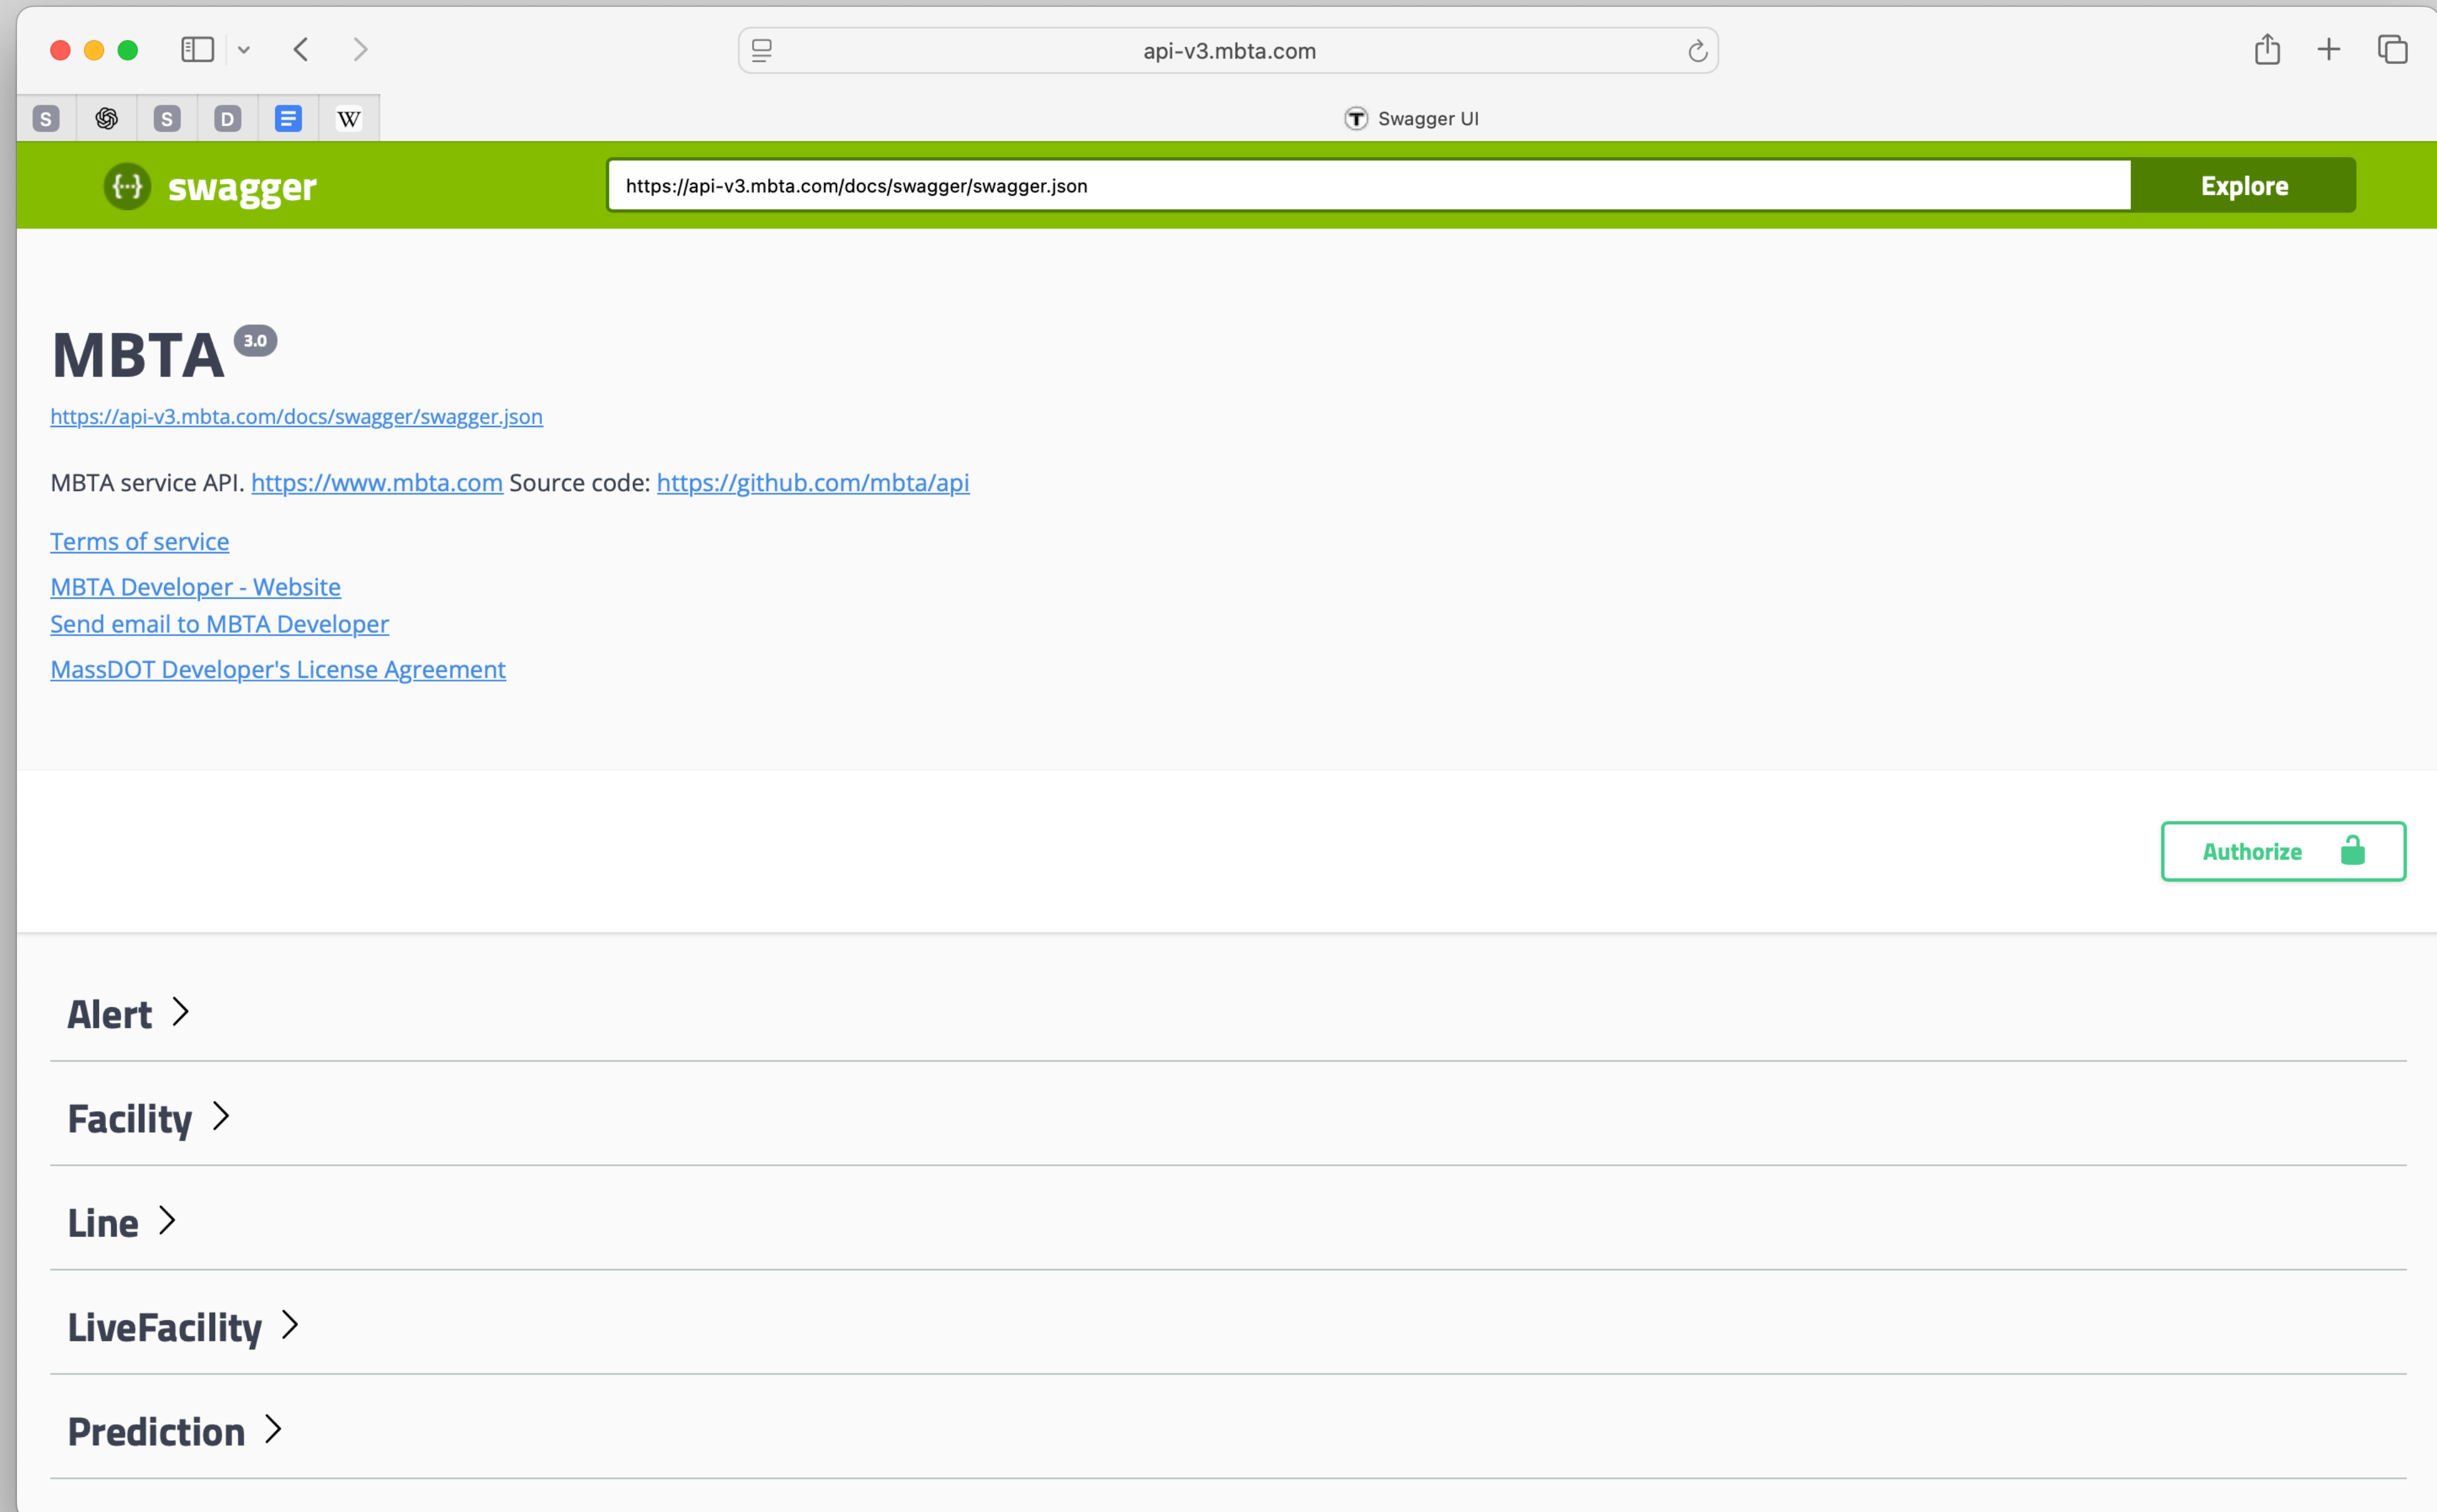 api-v3.mbta.com
S S D W Swagger UI
swagger https://api-v3.mbta.com/docs/swagger/swagger.json Explore
MBTA 3.0
https://api-v3.mbta.com/docs/swagger/swagger.json
MBTA service API. https://www.mbta.com Source code: https://github.com/mbta/api
Terms of service
MBTA Developer - Website
Send email to MBTA Developer
MassDOT Developer's License Agreement
Authorize
Alert
Facility
Line
LiveFacility
Prediction